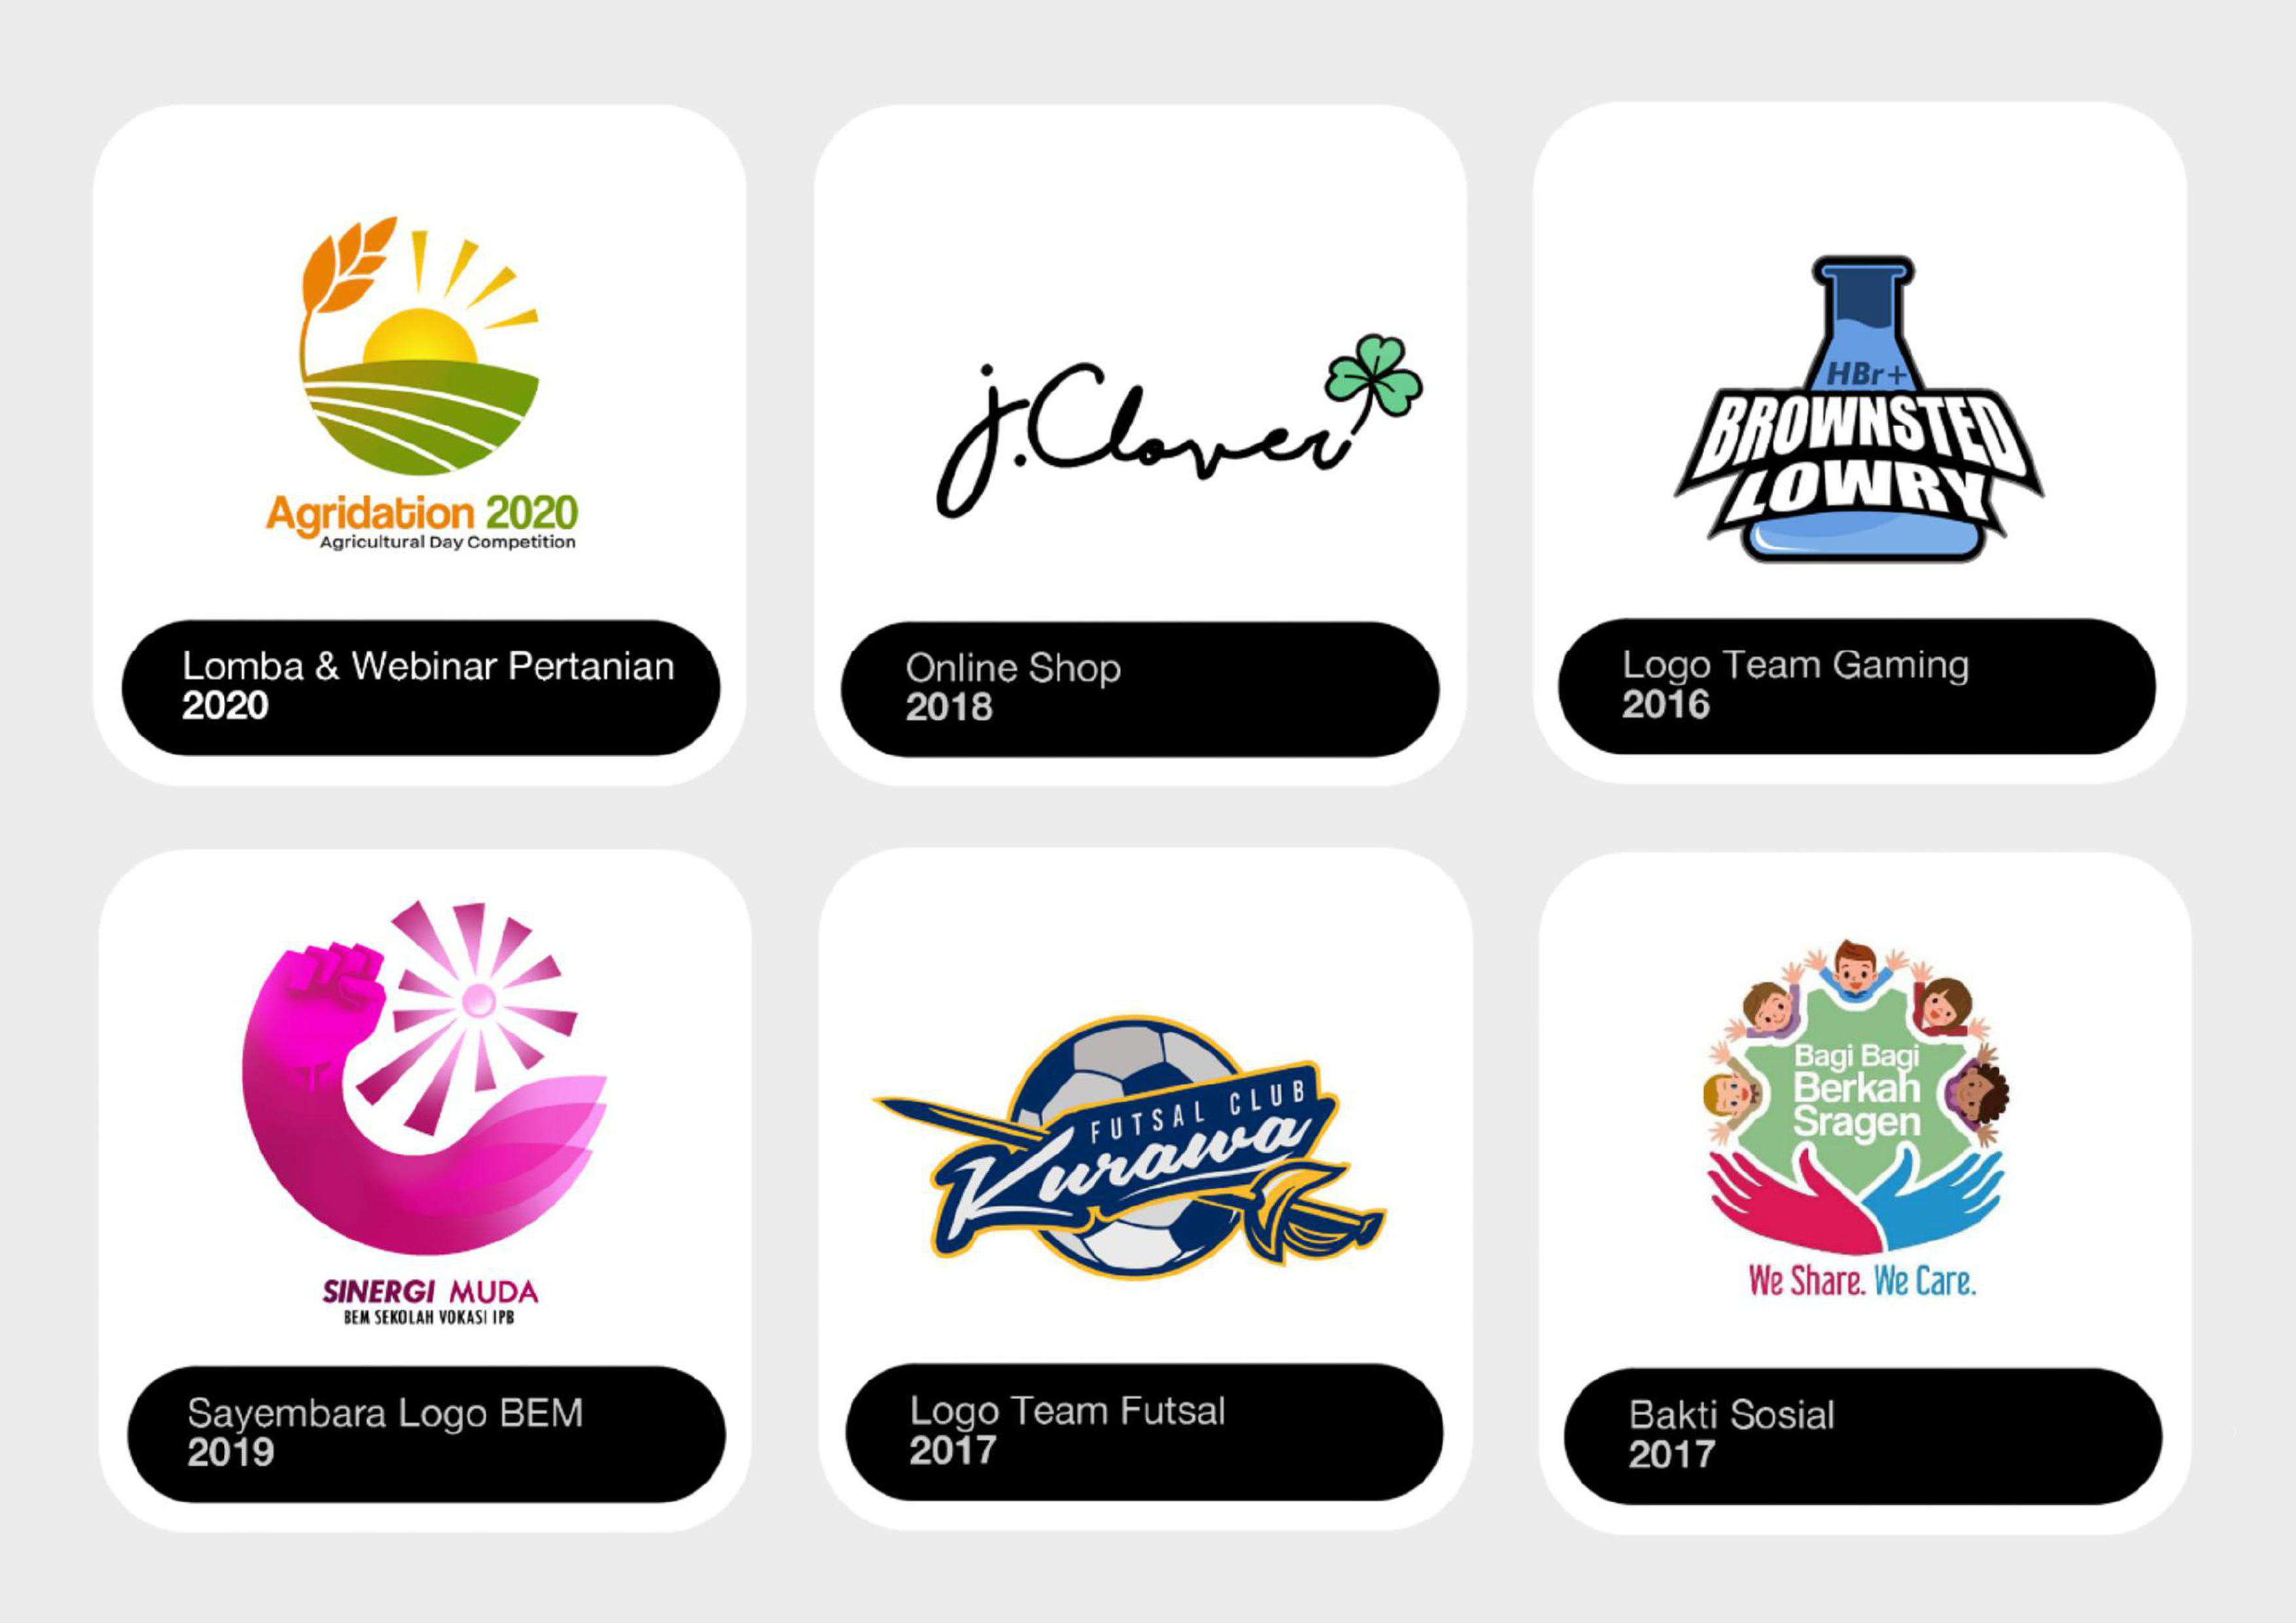 Agridation 2020
Agricultural Day Competition
Lomba & Webinar Pertanian
2020
j.Clover
Online Shop
2018
HBr+
BROWNSTED
LOWRY
Logo Team Gaming
2016
SINERGI MUDA
BEM SEKOLAH VOKASI IPB
Sayembara Logo BEM
2019
FUTSAL CLUB
Kurawa
Logo Team Futsal
2017
Bagi Bagi
Berkah
Sragen
We Share. We Care.
Bakti Sosial
2017